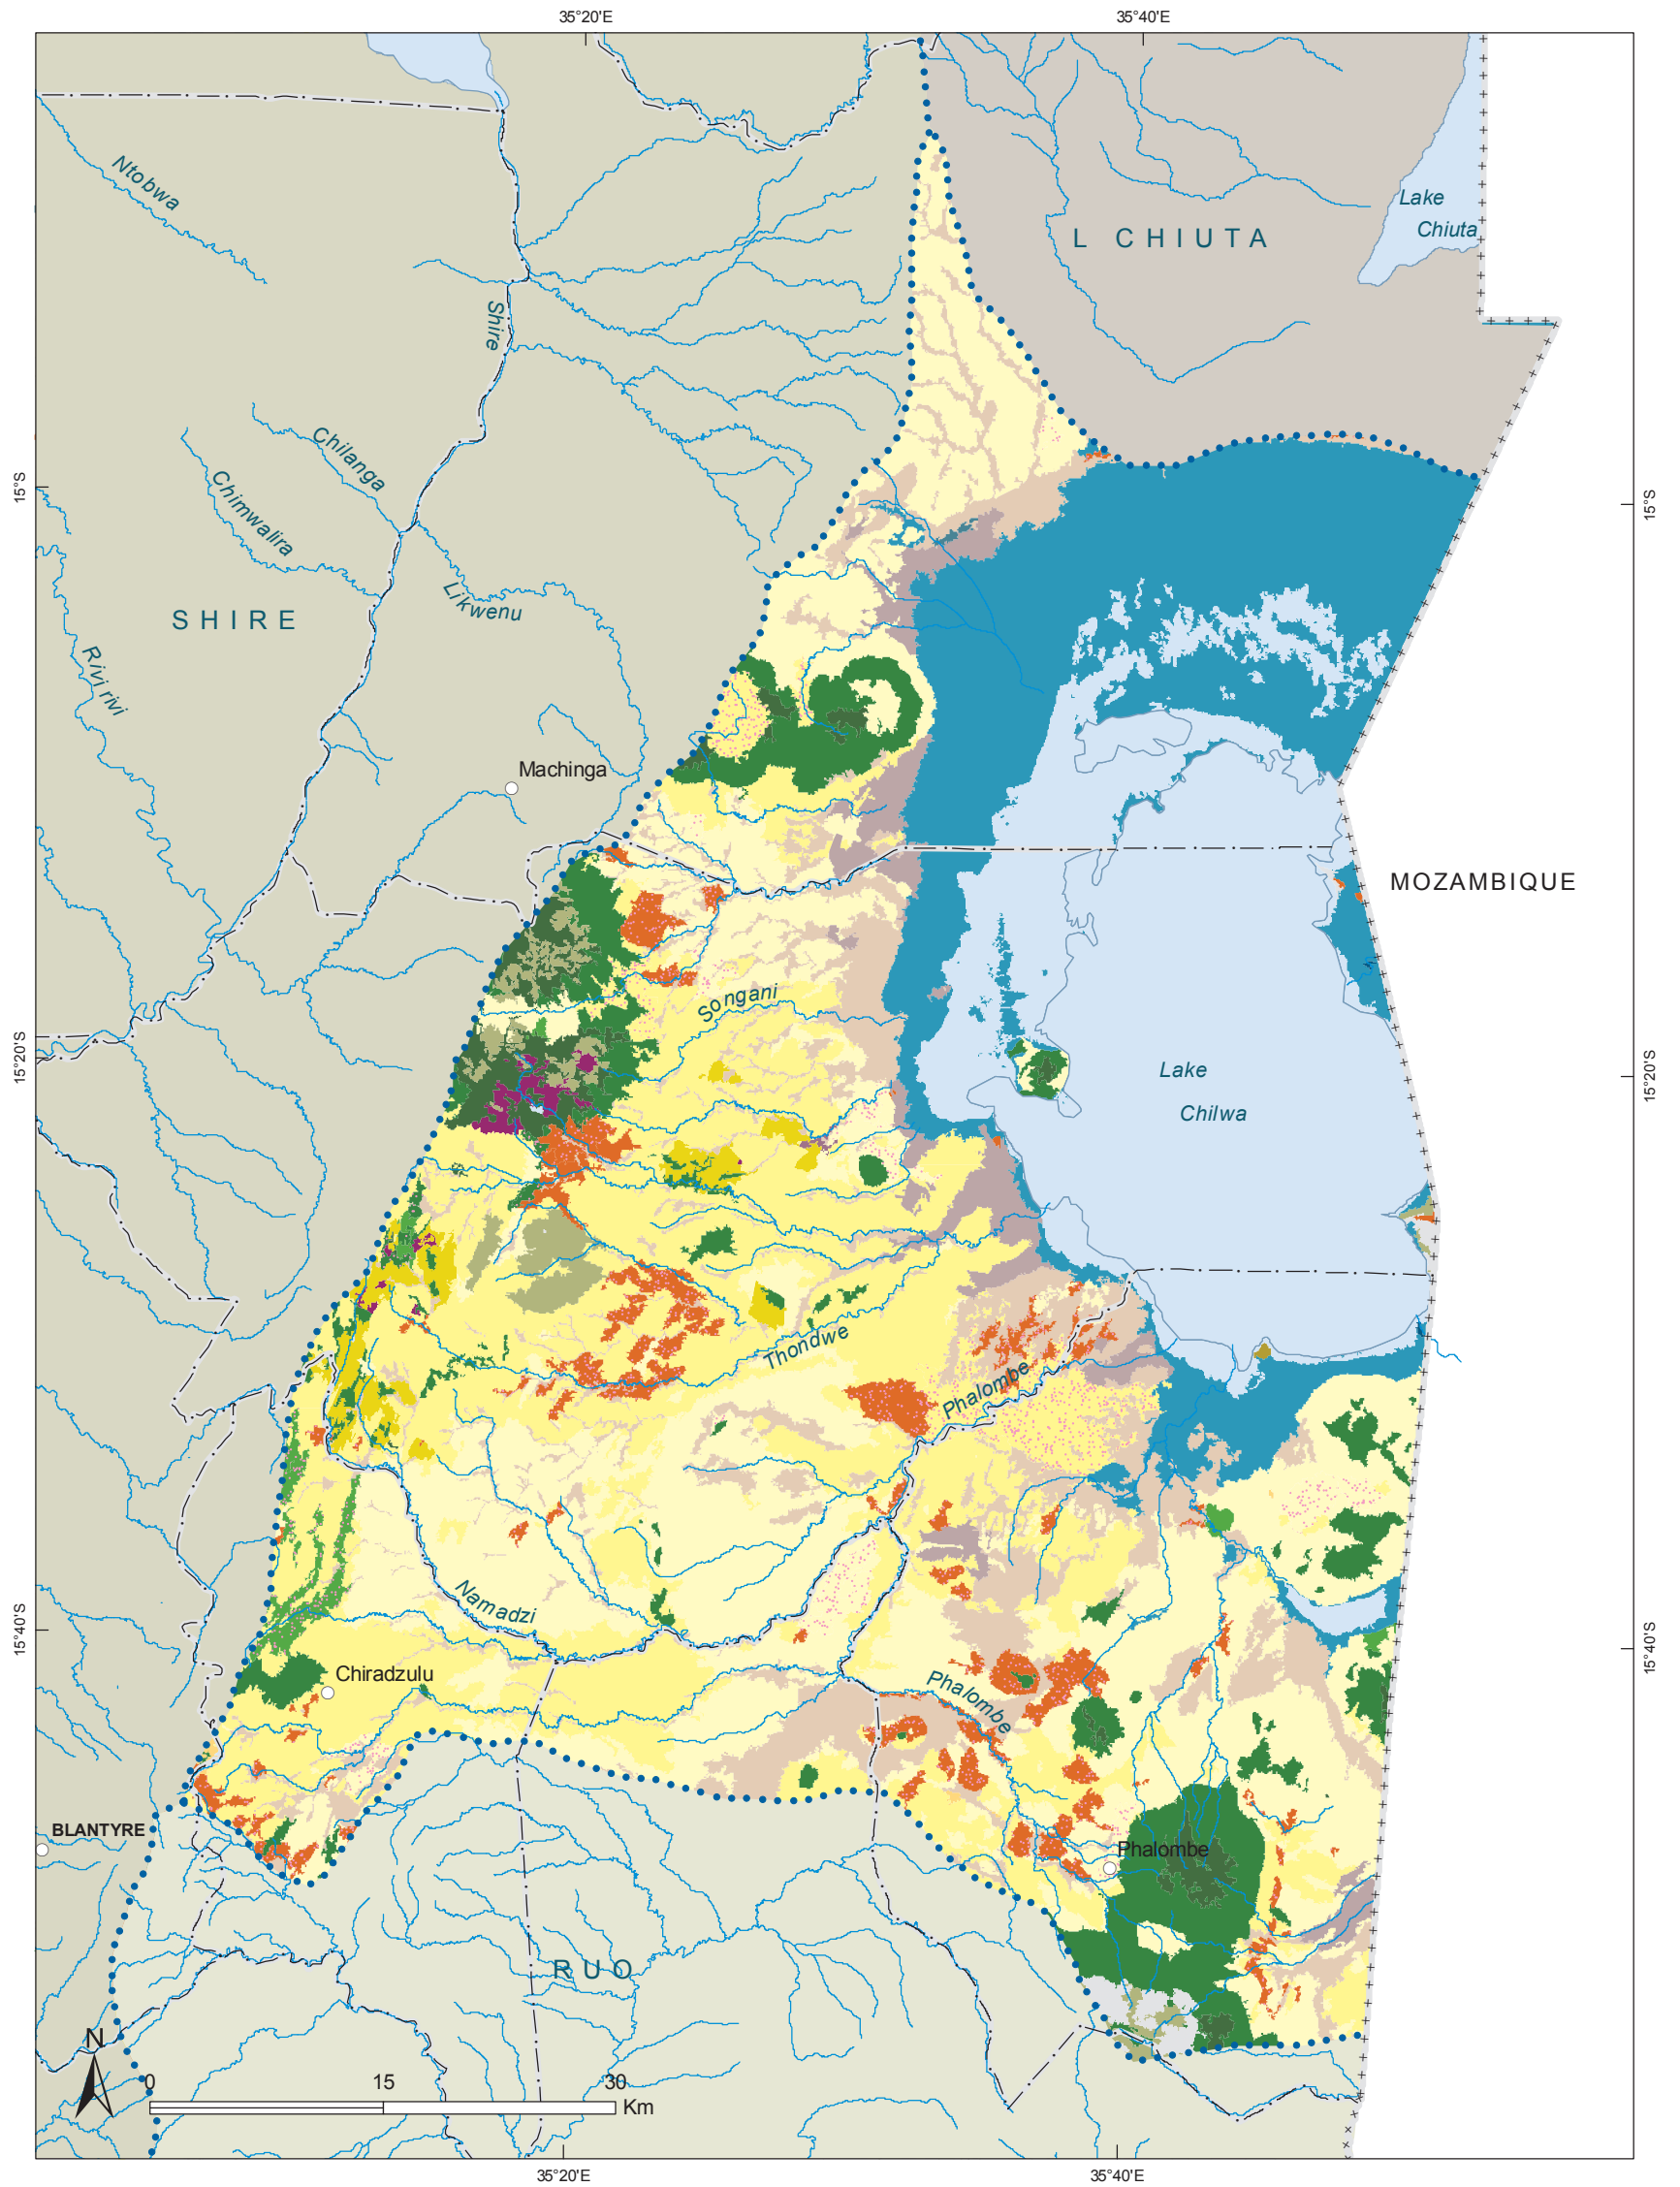 35°20'E
35°40'E
Ntobwa
Lake
Chiuta
L CHIUTA
Shire
15°S
15°S
Chilanga
Chimwalira
Likwenu
SHIRE
Rivi rivi
Machinga
MOZAMBIQUE
Songani
15°20'S
15°20'S
Lake
Chilwa
Thondwe
Phalombe
Namadzi
15°40'S
15°40'S
Chiradzulu
Phalombe
BLANTYRE
Phalombe
RUO
N
0
15
30
Km
35°20'E
35°40'E